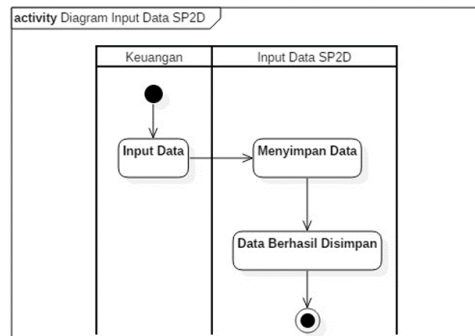 activity Diagram Input Data SP2D
Keuangan
Input Data SP2D
Input Data
Menyimpan Data
Data Berhasil Disimpan